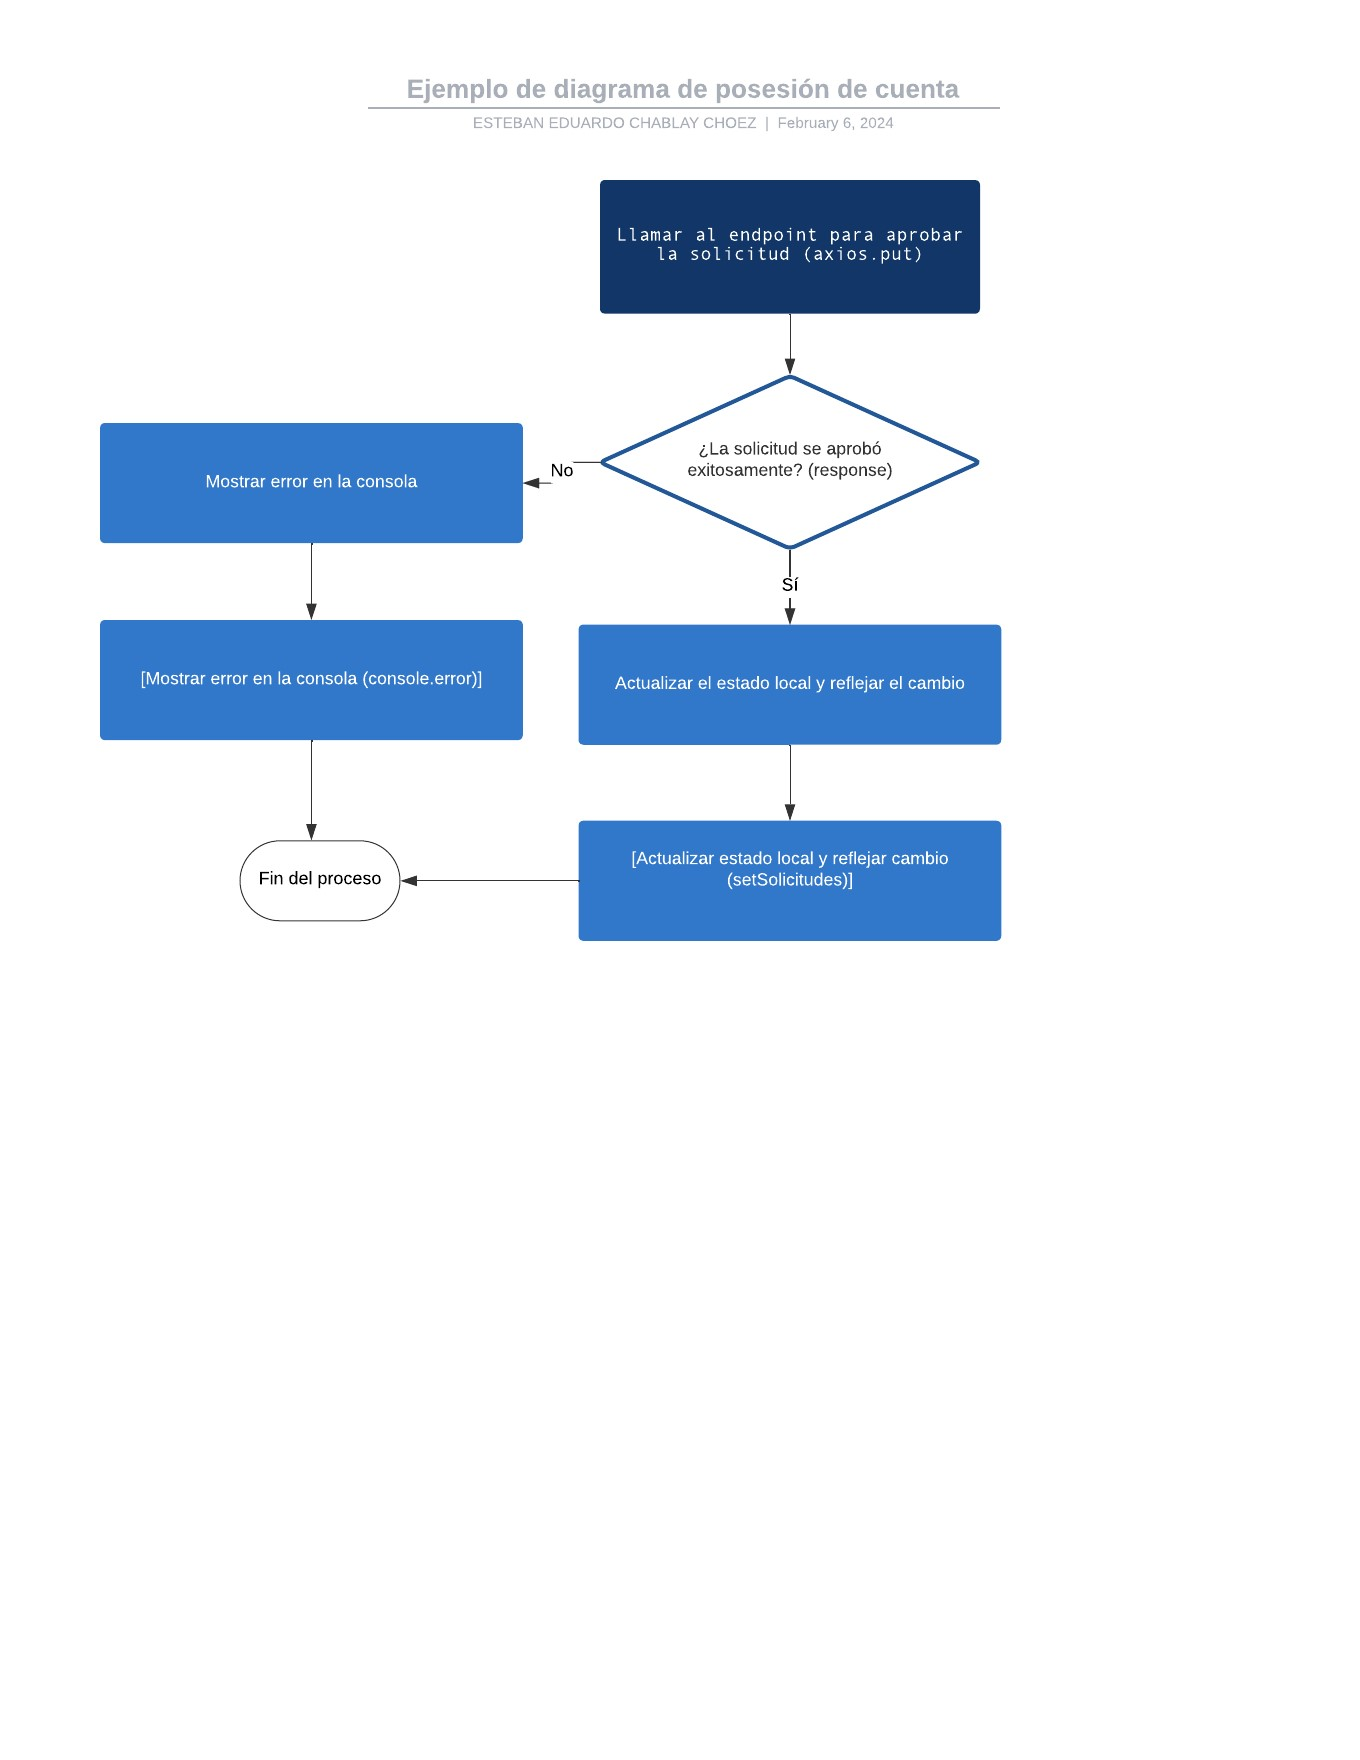 Ejemplo de diagrama de posesión de cuenta
ESTEBAN EDUARDO CHABLAY CHOEZ | February 6, 2024
Llamar al endpoint para aprobar
la solicitud (axios.put)
¿La solicitud se aprobó
exitosamente? (response)
No
Mostrar error en la consola
Sí
[Mostrar error en la consola (console.error)]
Actualizar el estado local y reflejar el cambio
[Actualizar estado local y reflejar cambio
(setSolicitudes)]
Fin del proceso